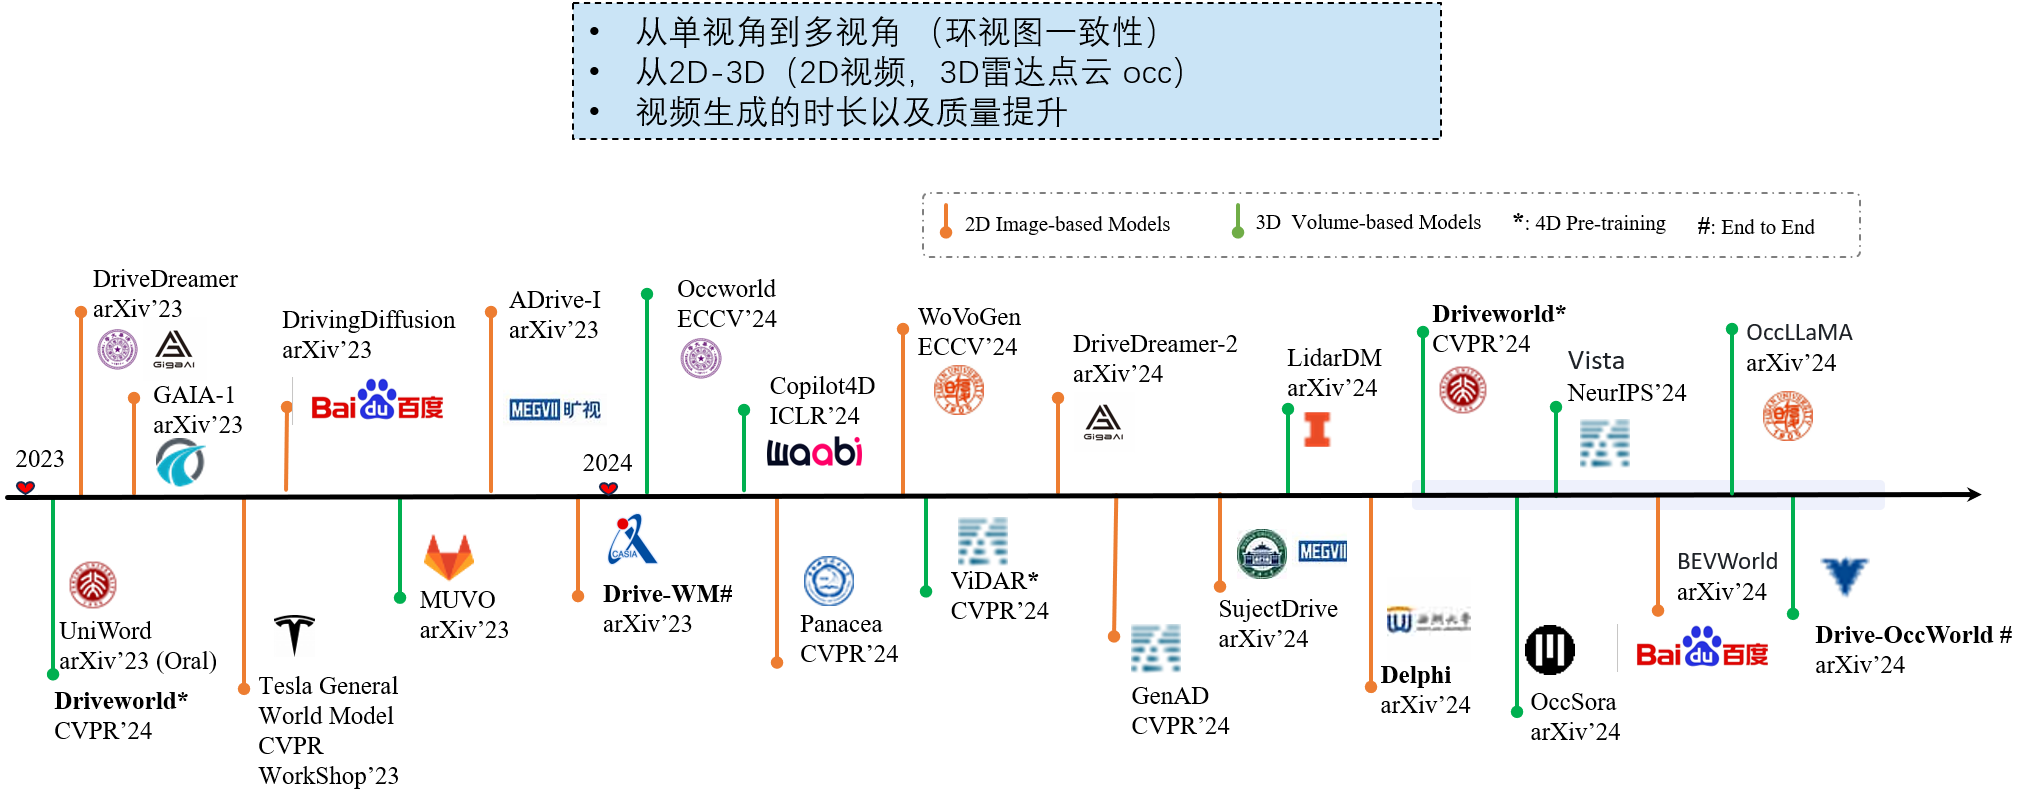 • 从单视角到多视角 （环视图一致性）
• 从2D-3D（2D视频，3D雷达点云 occ）
• 视频生成的时长以及质量提升
2D Image-based Models
3D Volume-based Models
*: 4D Pre-training
#: End to End
DriveDreamer
arXiv’23
GigaAI
GAIA-1
arXiv’23
DrivingDiffusion
arXiv’23
Bai du 百度
ADrive-I
arXiv’23
MEGVII 旷视
Occworld
ECCV’24
Copilot4D
ICLR’24
waabi
WoVoGen
ECCV’24
DriveDreamer-2
arXiv’24
GigaAI
LidarDM
arXiv’24
Driveworld*
CVPR’24
Vista
NeurIPS’24
OccLLaMA
arXiv’24
2023
2024
UniWord
arXiv’23 (Oral)
Driveworld*
CVPR’24
Tesla General
World Model
CVPR
WorkShop’23
MUVO
arXiv’23
CASIA
Drive-WM#
arXiv’23
Panacea
CVPR’24
ViDAR*
CVPR’24
GenAD
CVPR’24
MEGVII
SujectDrive
arXiv’24
Delphi
arXiv’24
OccSora
arXiv’24
BEVWorld
arXiv’24
Bai du 百度
Drive-OccWorld #
arXiv’24